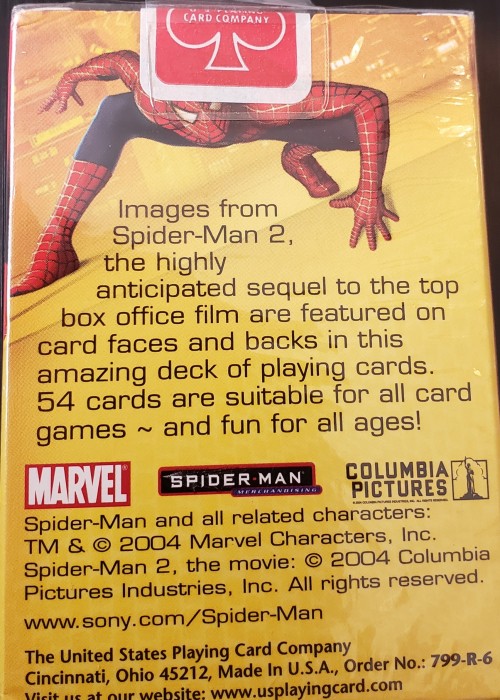 CARD COMPANY
Images from
Spider-Man 2,
the highly
anticipated sequel to the top
box office film are featured on
card faces and backs in this
amazing deck of playing cards.
54 cards are suitable for all card
games ~ and fun for all ages!
MARVEL®
SPIDER-MAN
MERCHANDISING
COLUMBIA
PICTURES
Spider-Man and all related characters:
TM & © 2004 Marvel Characters, Inc.
Spider-Man 2, the movie: © 2004 Columbia
Pictures Industries, Inc. All rights reserved.
www.sony.com/Spider-Man
The United States Playing Card Company
Cincinnati, Ohio 45212, Made In U.S.A., Order No.: 799-R-6
Visit us at our website: www.usplayingcard.com